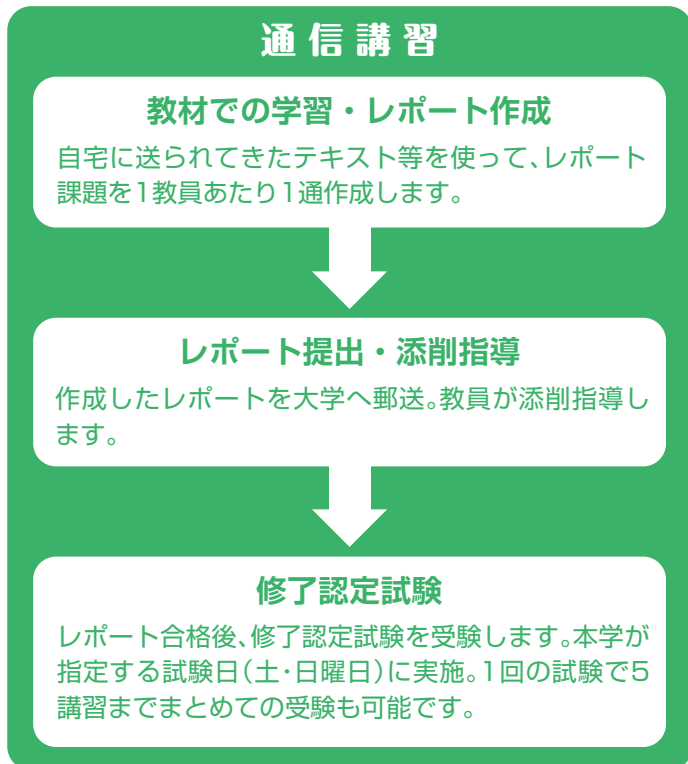 通信講習
教材での学習・レポート作成
自宅に送られてきたテキスト等を使って、レポート
課題を1教員あたり1通作成します。
レポート提出・添削指導
作成したレポートを大学へ郵送。教員が添削指導し
ます。
修了認定試験
レポート合格後、修了認定試験を受験します。本学が
指定する試験日(土・日曜日)に実施。1回の試験で5
講習までまとめての受験も可能です。